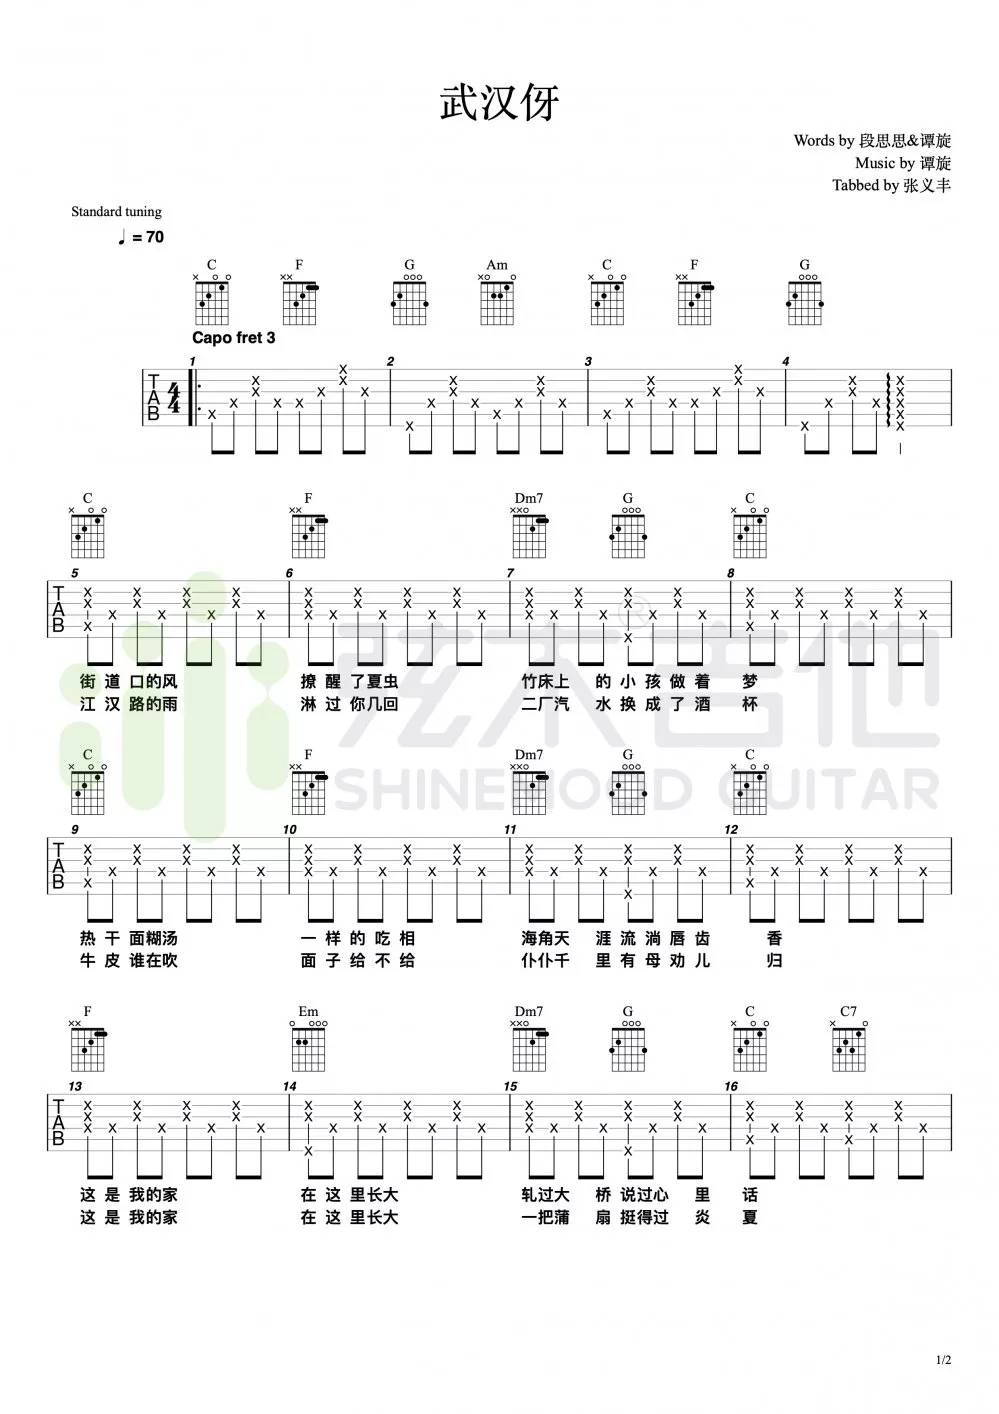 武汉伢
Words by 段思思&谭旋
Music by 谭旋
Tabbed by 张义丰
Standard tuning
♩ = 70
C F G Am C F G
Capo fret 3
1 2 3 4
T A B 4/4
C F Dm7 G C
5 6 7 8
T A B
街道口的风 撩醒了夏虫 竹床上的小孩做着梦
江汉路的雨 淋过你几回 二厂汽水换成了酒杯
弦木吉他®
SHINEMOOD GUITAR
C F Dm7 G C
9 10 11 12
T A B
热干面糊汤 一样的吃相 海角天涯流淌唇齿香
牛皮谁在吹 面子给不给 仆仆千里有母劝儿归
F Em Dm7 G C C7
13 14 15 16
T A B
这是我的家 在这里长大 轧过大桥说过心里话
这是我的家 在这里长大 一把蒲扇挺得过炎夏
1/2